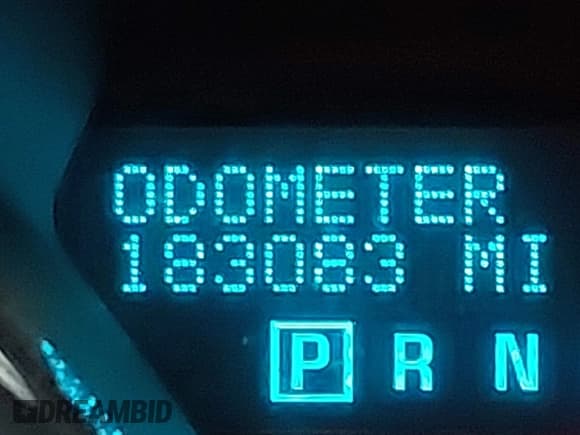 ODOMETER
183083 MI
P R N
DREAMBID